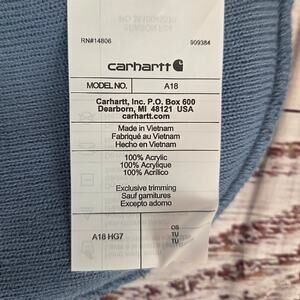 RN#14806 909384
carhartt
MODEL NO. A18
Carhartt, Inc. P.O. Box 600
Dearborn, MI 48121 USA
carhartt.com
Made in Vietnam
Fabriqué au Vietnam
Hecho en Vietnam
100% Acrylic
100% Acrylique
100% Acrílico
Exclusive trimming
Sauf garnitures
Excepto adorno
A18 HG7
OS
TU
TU